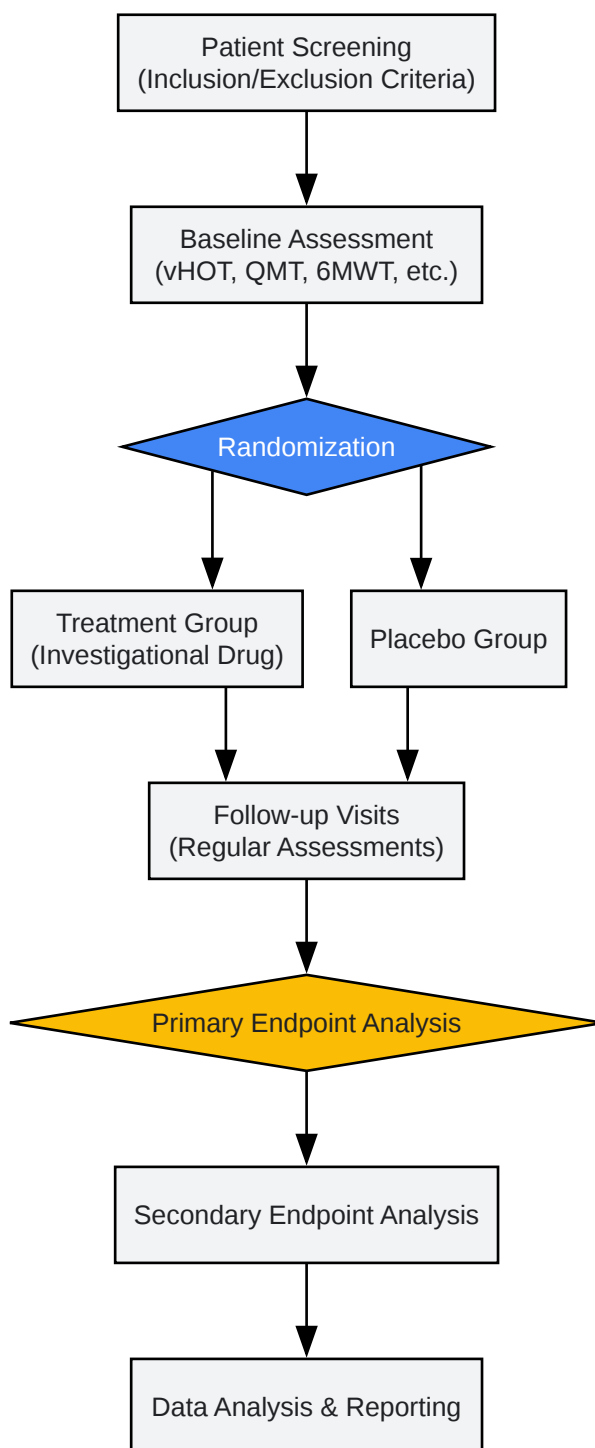 Patient Screening
(Inclusion/Exclusion Criteria)
Baseline Assessment
(vHOT, QMT, 6MWT, etc.)
Randomization
Treatment Group
(Investigational Drug)
Placebo Group
Follow-up Visits
(Regular Assessments)
Primary Endpoint Analysis
Secondary Endpoint Analysis
Data Analysis & Reporting